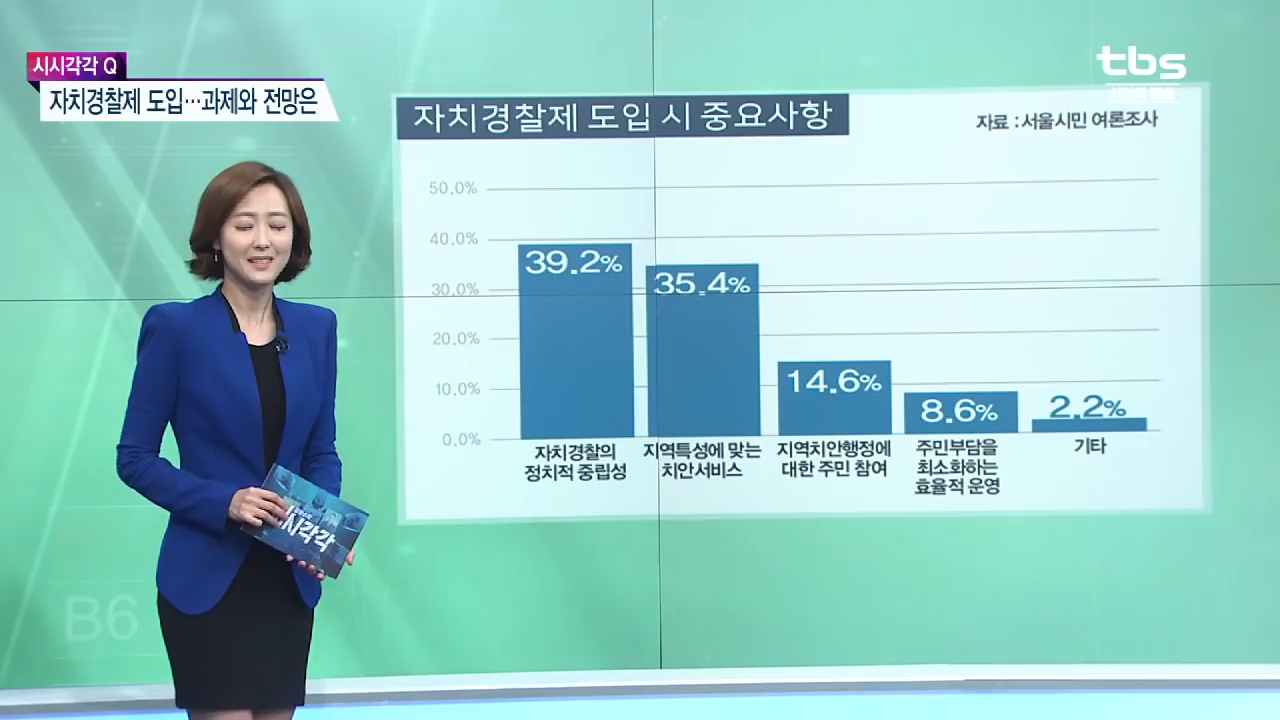 시시각각 Q
자치경찰제 도입…과제와 전망은
tbs
시민의 방송
자치경찰제 도입 시 중요사항
자료 : 서울시민 여론조사
50.0%
40.0%
30.0%
20.0%
10.0%
0.0%
39.2%
35.4%
14.6%
8.6%
2.2%
자치경찰의
정치적 중립성
지역특성에 맞는
치안서비스
지역치안행정에
대한 주민 참여
주민부담을
최소화하는
효율적 운영
기타
시시각각
B6